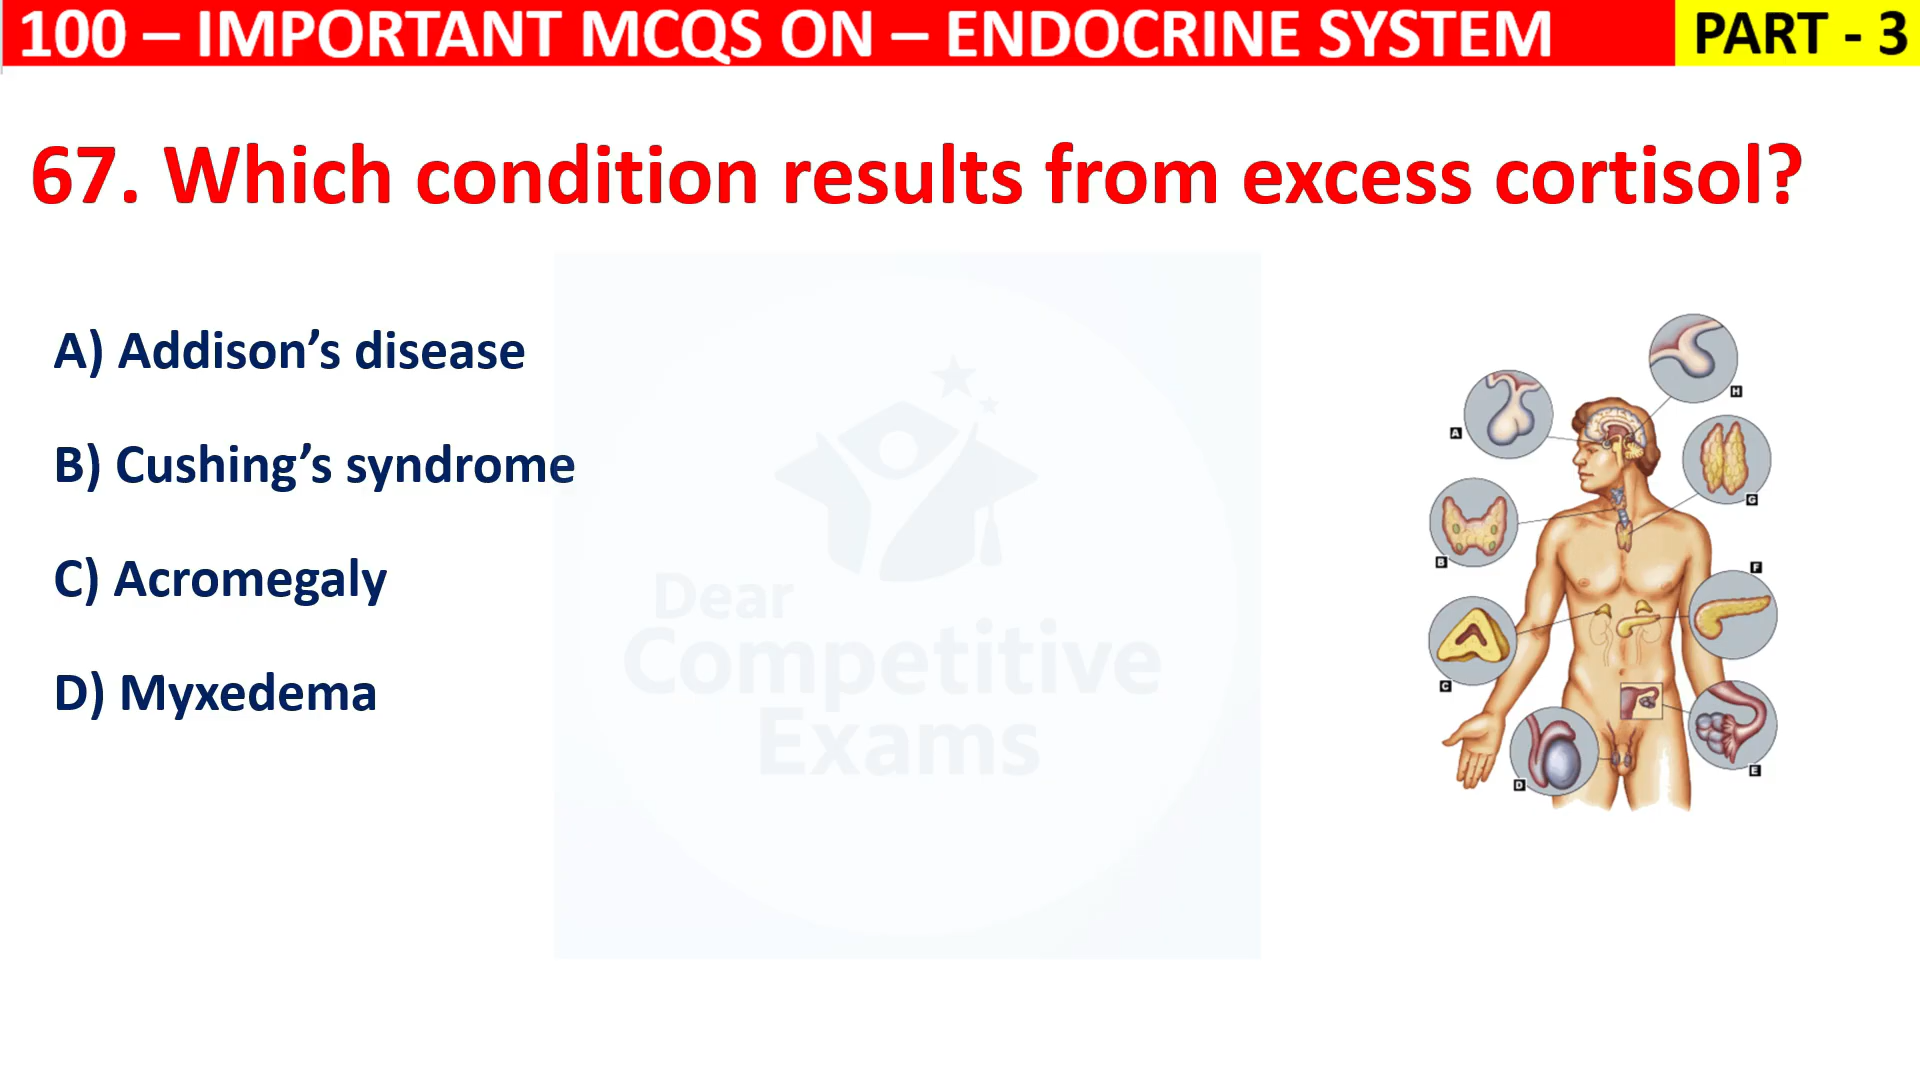 100 – IMPORTANT MCQS ON – ENDOCRINE SYSTEM
PART - 3
67. Which condition results from excess cortisol?
A) Addison’s disease
B) Cushing’s syndrome
C) Acromegaly
D) Myxedema
Dear
Competitive
Exams
H
A
G
B
F
C
E
D